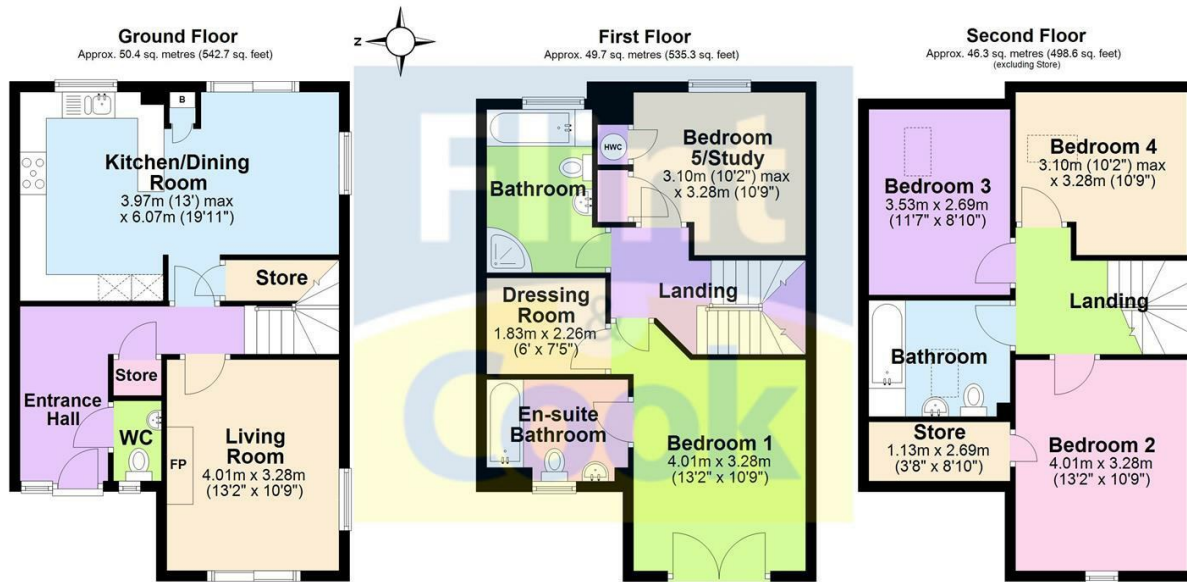 Ground Floor
Approx. 50.4 sq. metres (542.7 sq. feet)
B
Kitchen/Dining
Room
3.97m (13') max
x 6.07m (19'11")
Store
Store
Entrance
Hall
WC
FP
Living
Room
4.01m x 3.28m
(13'2" x 10'9")
Z
First Floor
Approx. 49.7 sq. metres (535.3 sq. feet)
Bathroom
HWC
Bedroom
5/Study
3.10m (10'2") max
x 3.28m (10'9")
Dressing
Room
1.83m x 2.26m
(6' x 7'5")
Landing
En-suite
Bathroom
Bedroom 1
4.01m x 3.28m
(13'2" x 10'9")
Flint
&
Cook
Second Floor
Approx. 46.3 sq. metres (498.6 sq. feet)
(excluding Store)
Bedroom 3
3.53m x 2.69m
(11'7" x 8'10")
Bedroom 4
3.10m (10'2") max
x 3.28m (10'9")
Landing
Bathroom
Store
1.13m x 2.69m
(3'8" x 8'10")
Bedroom 2
4.01m x 3.28m
(13'2" x 10'9")